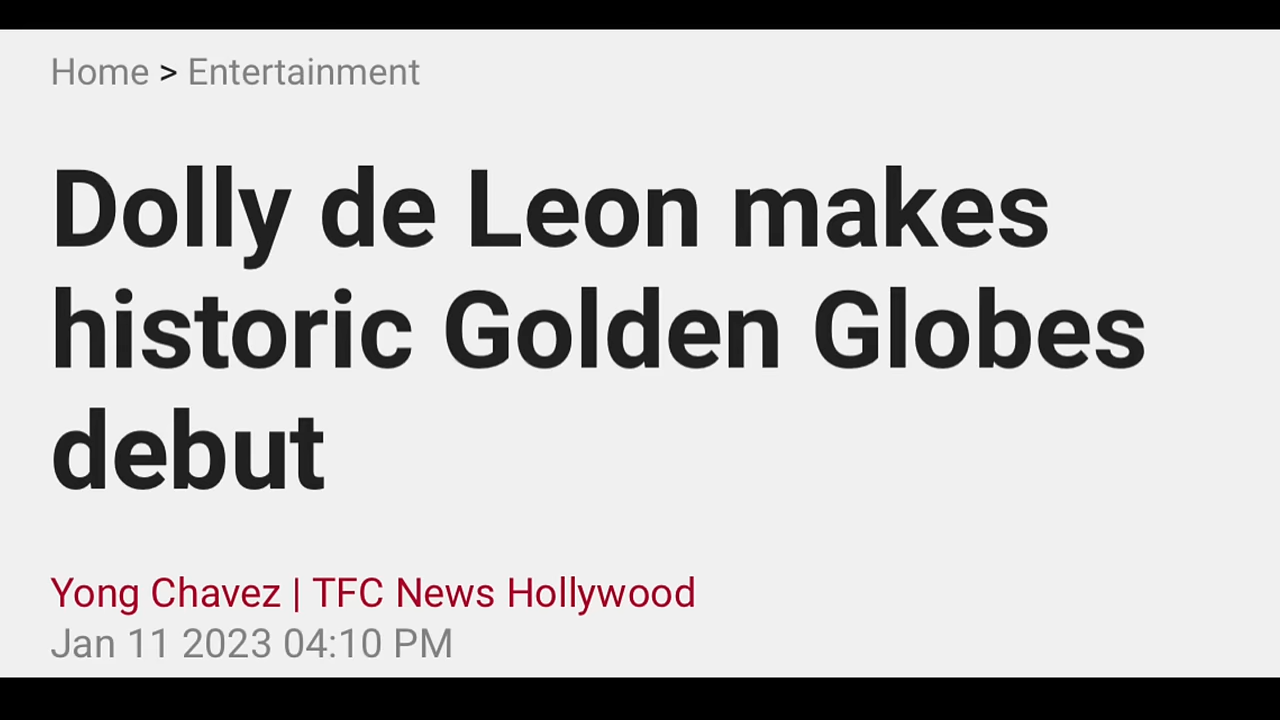 Home > Entertainment
Dolly de Leon makes
historic Golden Globes
debut
Yong Chavez | TFC News Hollywood
Jan 11 2023 04:10 PM